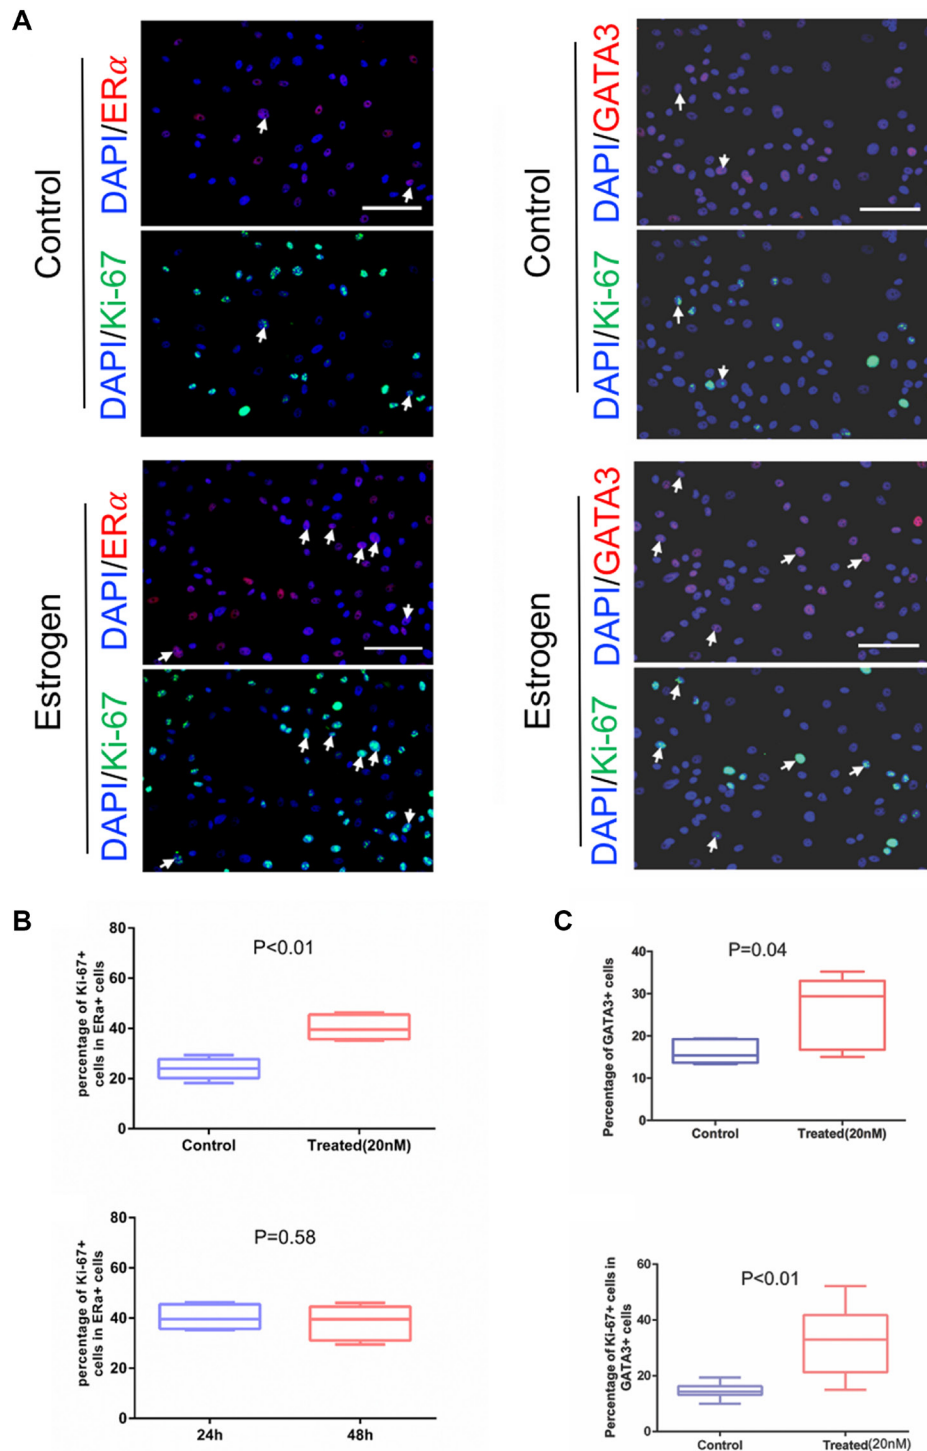 A
Control
DAPI/ERα
DAPI/Ki-67
Estrogen
DAPI/ERα
DAPI/Ki-67
Control
DAPI/GATA3
DAPI/Ki-67
Estrogen
DAPI/GATA3
DAPI/Ki-67
B
percentage of Ki-67+
cells in ERa+ cells
80
60
40
20
0
P<0.01
Control
Treated(20nM)
percentage of Ki-67+
cells in ERa+ cells
80
60
40
20
0
P=0.58
24h
48h
C
Percentage of GATA3+ cells
40
30
20
10
0
P=0.04
Control
Treated(20nM)
Percentage of Ki-67+ cells in
GATA3+ cells
60
40
20
0
P<0.01
Control
Treated(20nM)